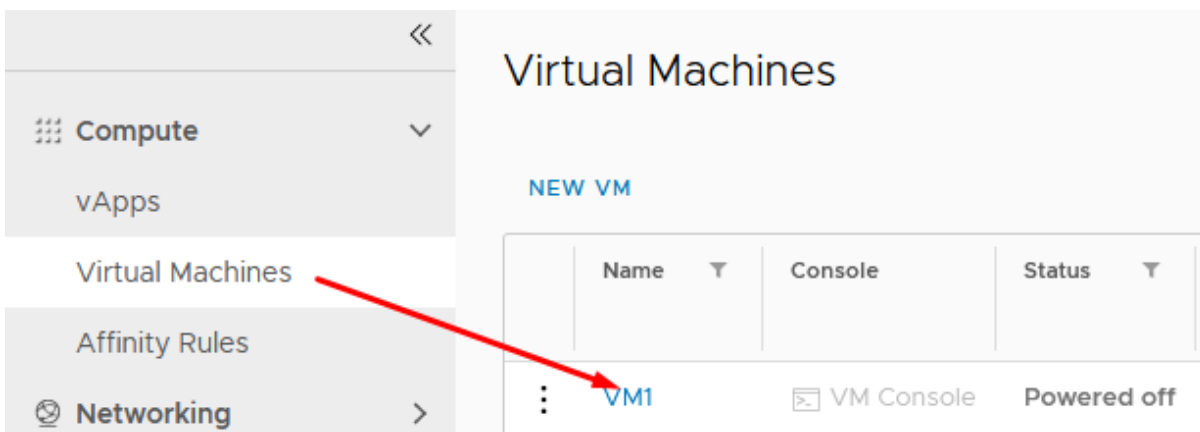 Virtual Machines
Compute
vApps
Virtual Machines
Affinity Rules
Networking
NEW VM
Name Console Status
VM1 VM Console Powered off